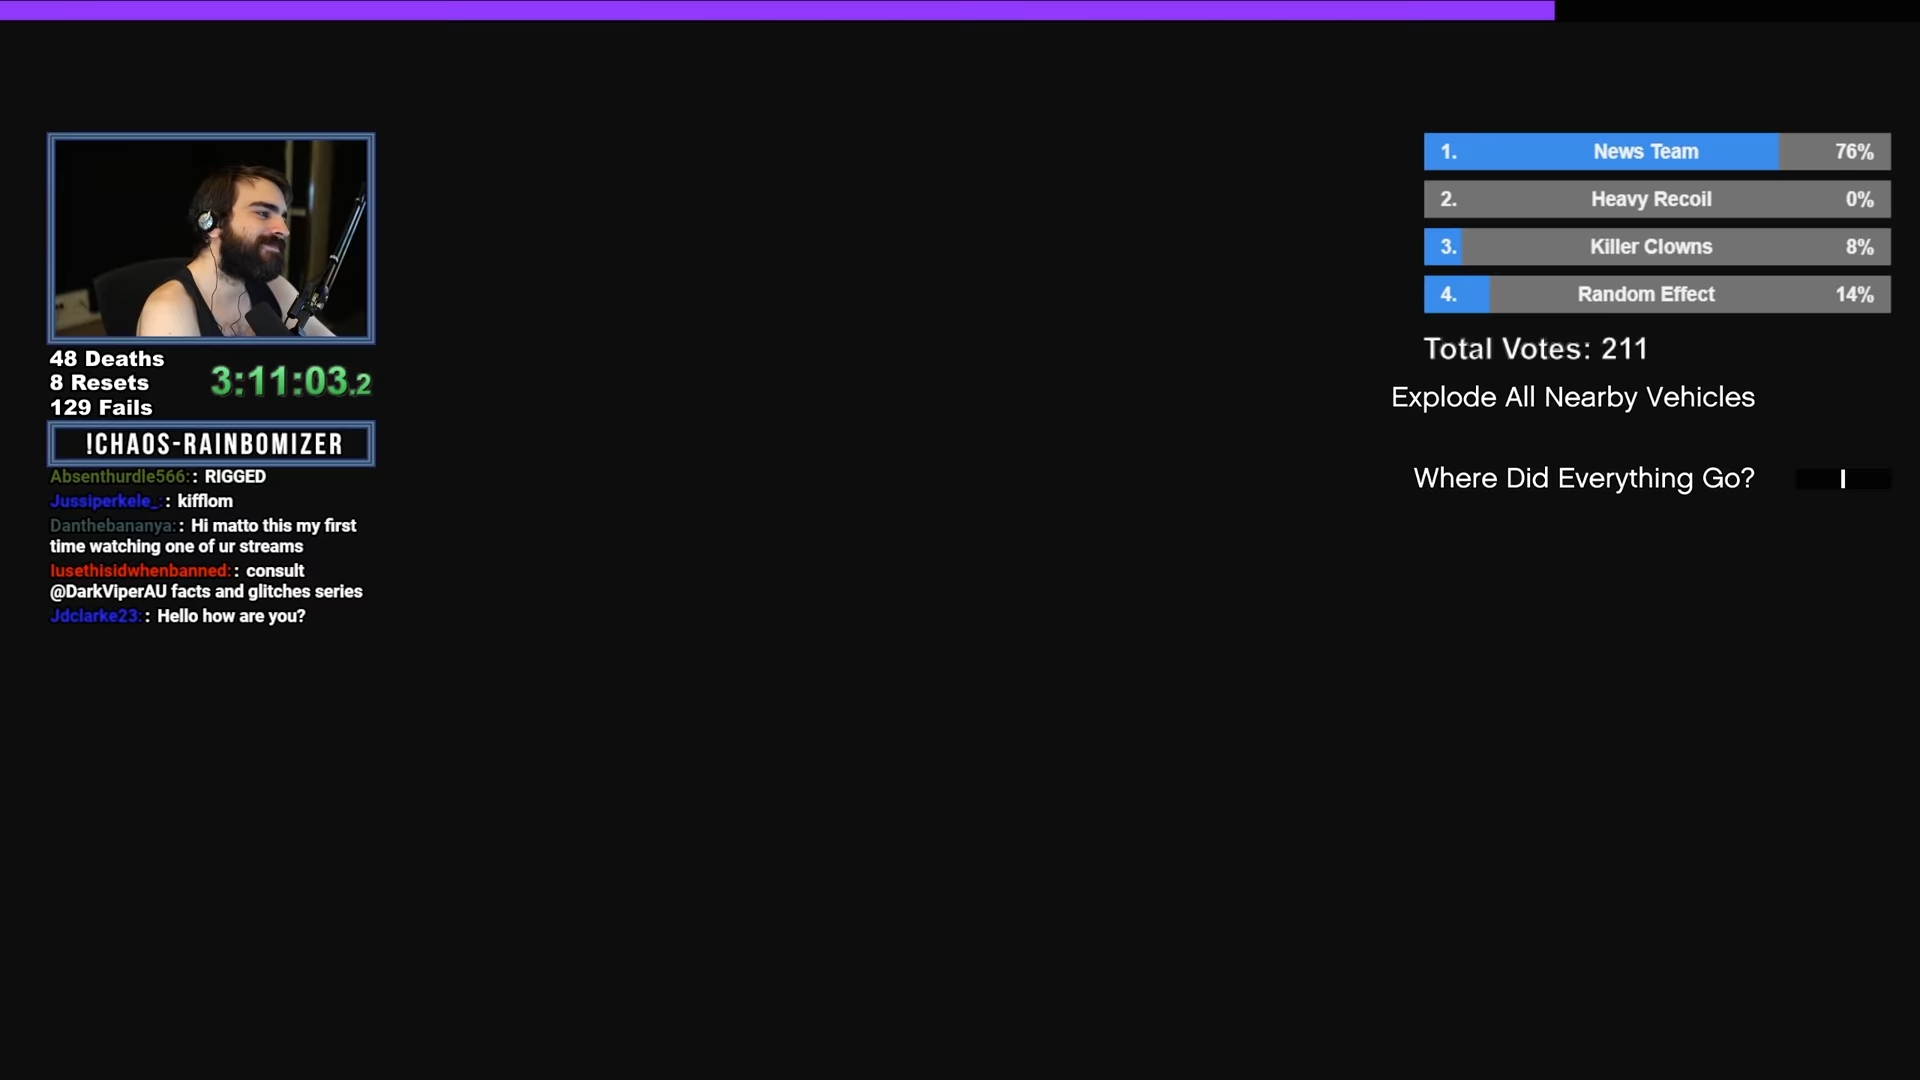 48 Deaths
8 Resets
129 Fails
3:11:03.2
!CHAOS-RAINBOMIZER
Absenthurdle566: : RIGGED
Jussiperkele_: : kifflom
Danthebananya: : Hi matto this my first
time watching one of ur streams
Iusethisidwhenbanned: : consult
@DarkViperAU facts and glitches series
Jdclarke23: : Hello how are you?
1. News Team 76%
2. Heavy Recoil 0%
3. Killer Clowns 8%
4. Random Effect 14%
Total Votes: 211
Explode All Nearby Vehicles
Where Did Everything Go?